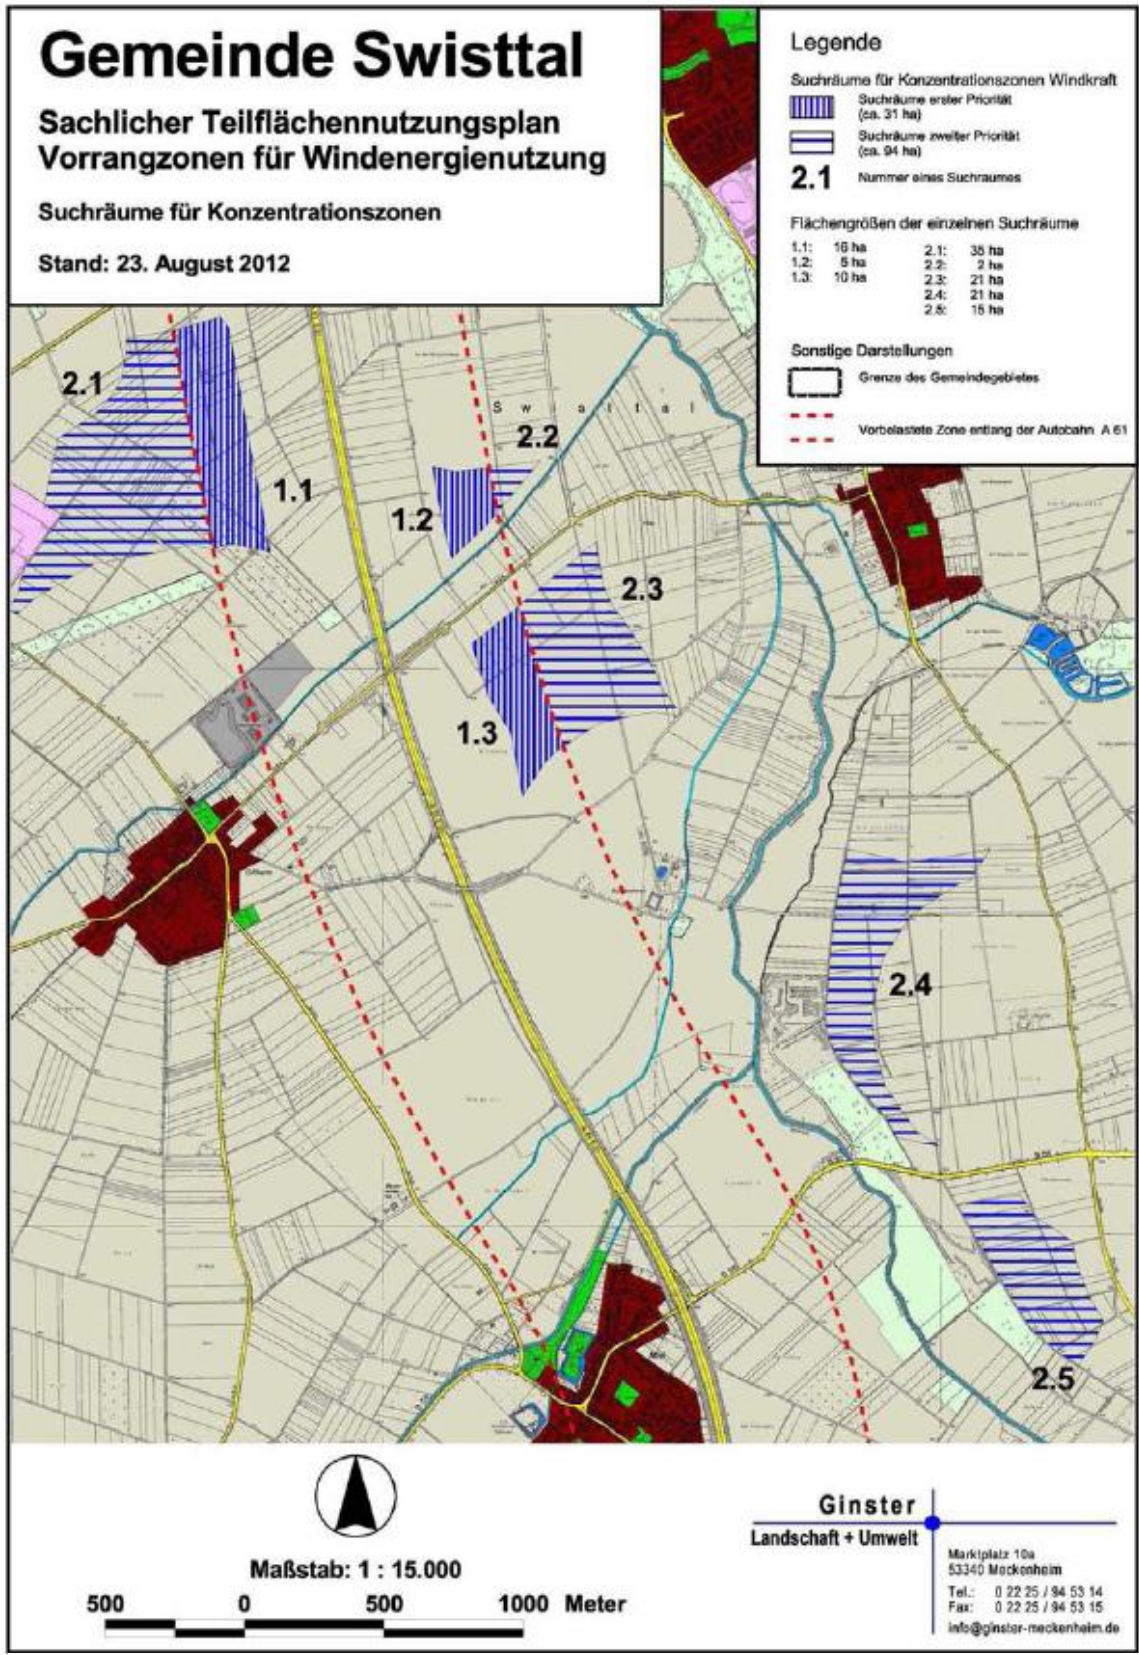 Gemeinde Swisttal
Sachlicher Teilflächennutzungsplan
Vorrangzonen für Windenergienutzung
Suchräume für Konzentrationszonen
Stand: 23. August 2012
Legende
Suchräume für Konzentrationszonen Windkraft
Suchräume erster Priorität
(ca. 31 ha)
Suchräume zweiter Priorität
(ca. 94 ha)
2.1 Nummer eines Suchraumes
Flächengrößen der einzelnen Suchräume
1.1: 16 ha
1.2: 5 ha
1.3: 10 ha
2.1: 35 ha
2.2: 2 ha
2.3: 21 ha
2.4: 21 ha
2.5: 15 ha
Sonstige Darstellungen
Grenze des Gemeindegebietes
Vorbelastete Zone entlang der Autobahn A 61
2.1
Swisttal
2.2
1.1
1.2
2.3
1.3
2.4
2.5
Miel
Maßstab: 1 : 15.000
500 0 500 1000 Meter
Ginster
Landschaft + Umwelt
Marktplatz 10a
53340 Meckenheim
Tel.: 0 22 25 / 94 53 14
Fax: 0 22 25 / 94 53 15
info@ginster-meckenheim.de